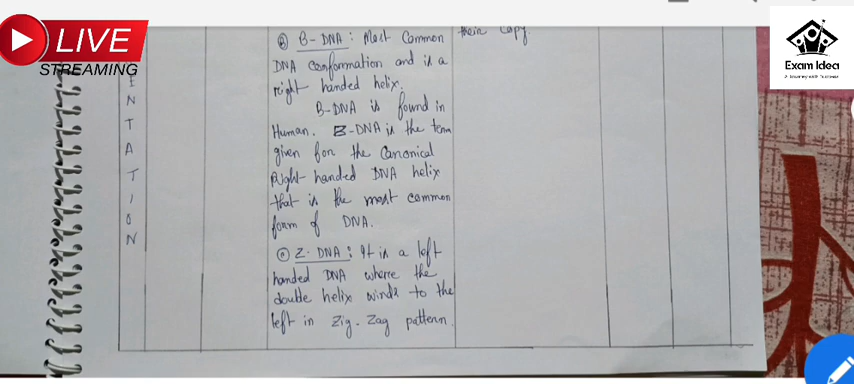 LIVE
STREAMING
Exam Idea
A Journey with Success
E
N
T
A
T
I
O
N
B-DNA: Most Common
DNA conformation and is a
right handed helix.
B-DNA is found in
Human. B-DNA is the term
given for the Canonical
Right handed DNA helix
that is the most common
form of DNA.
Z-DNA: It is a left
handed DNA where the
double helix winds to the
left in Zig-Zag pattern.
their Copy.